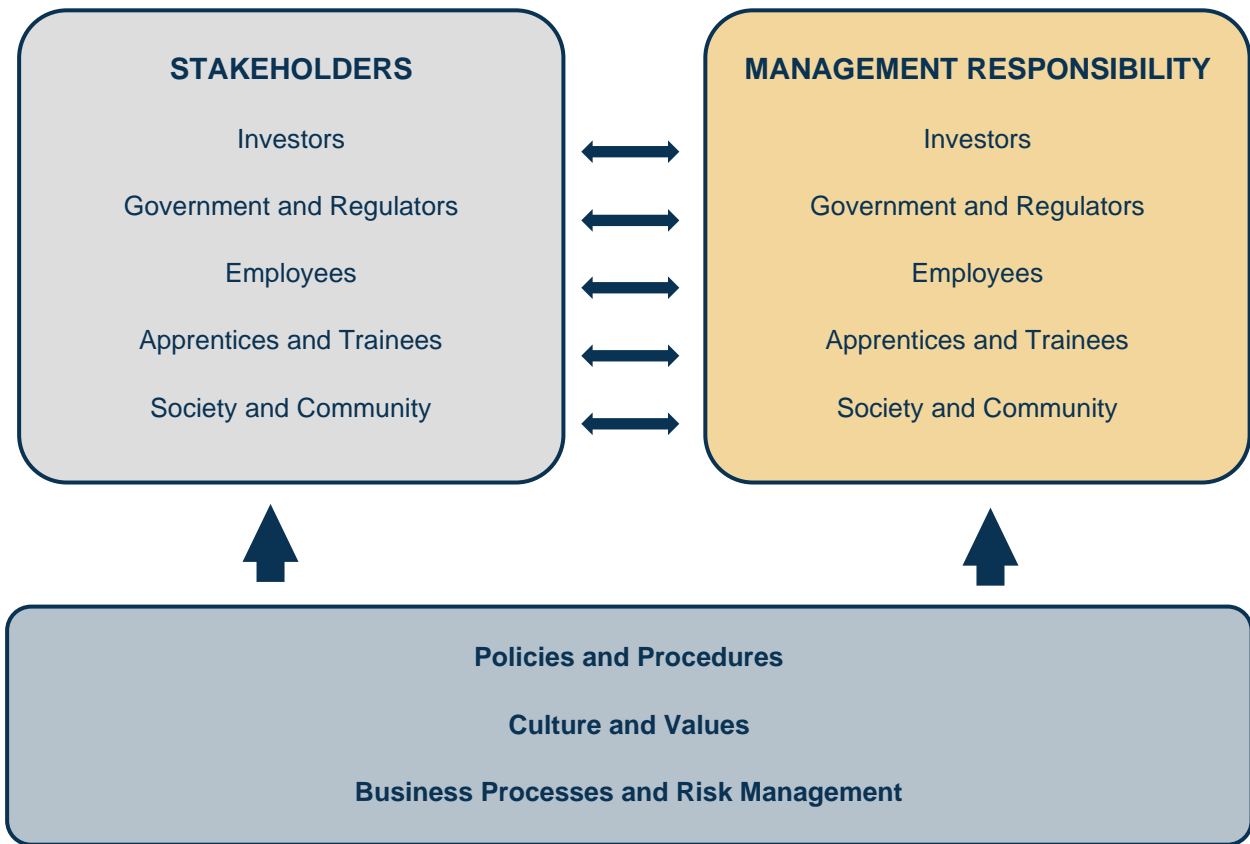 STAKEHOLDERS
Investors
Government and Regulators
Employees
Apprentices and Trainees
Society and Community
MANAGEMENT RESPONSIBILITY
Investors
Government and Regulators
Employees
Apprentices and Trainees
Society and Community
Policies and Procedures
Culture and Values
Business Processes and Risk Management